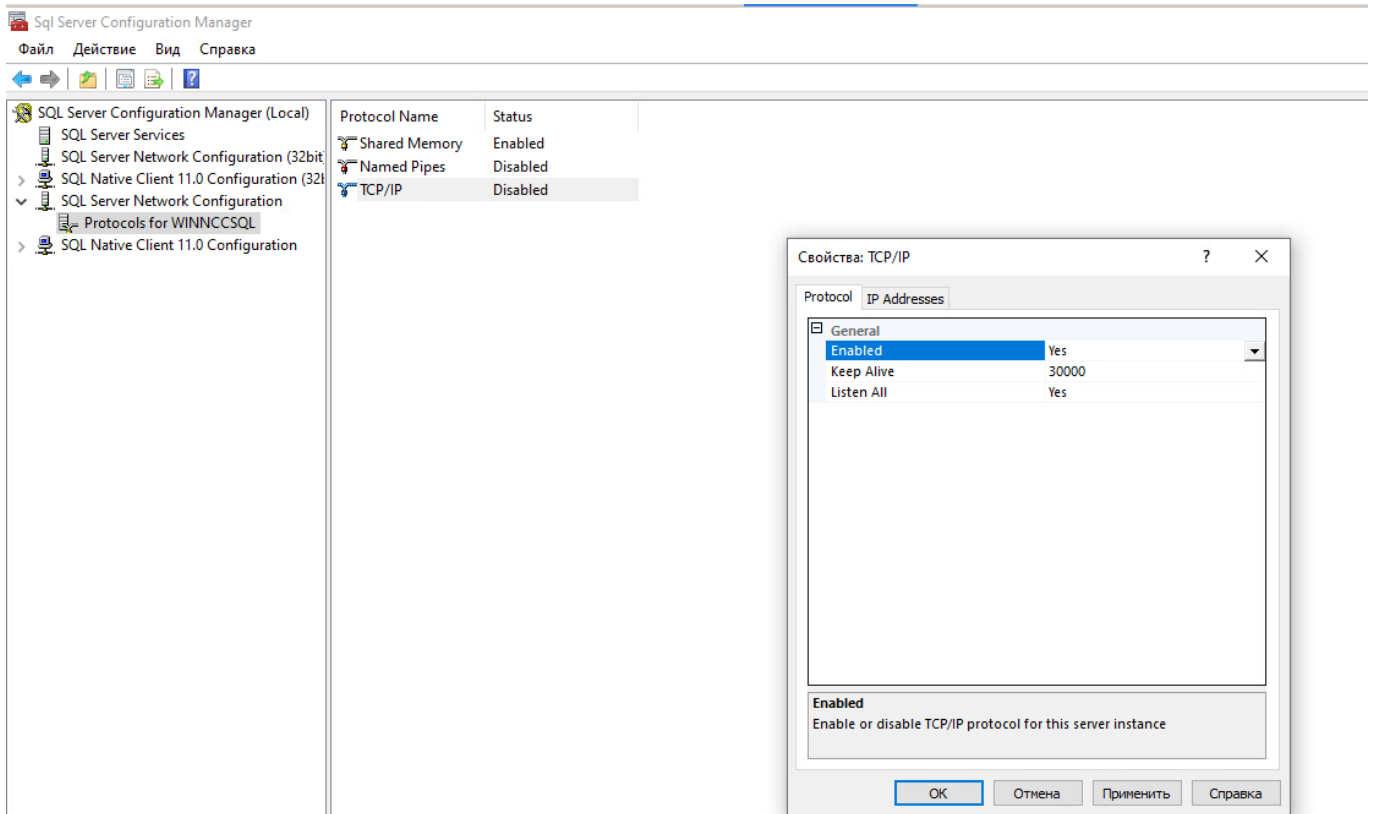 Sql Server Configuration Manager
Файл Действие Вид Справка
SQL Server Configuration Manager (Local)
SQL Server Services
SQL Server Network Configuration (32bit
SQL Native Client 11.0 Configuration (32b
SQL Server Network Configuration
Protocols for WINNCCSQL
SQL Native Client 11.0 Configuration
Protocol Name Status
Shared Memory Enabled
Named Pipes Disabled
TCP/IP Disabled
Свойства: TCP/IP ?
Protocol IP Addresses
General
Enabled Yes
Keep Alive 30000
Listen All Yes
Enabled
Enable or disable TCP/IP protocol for this server instance
ОК Отмена Применить Справка